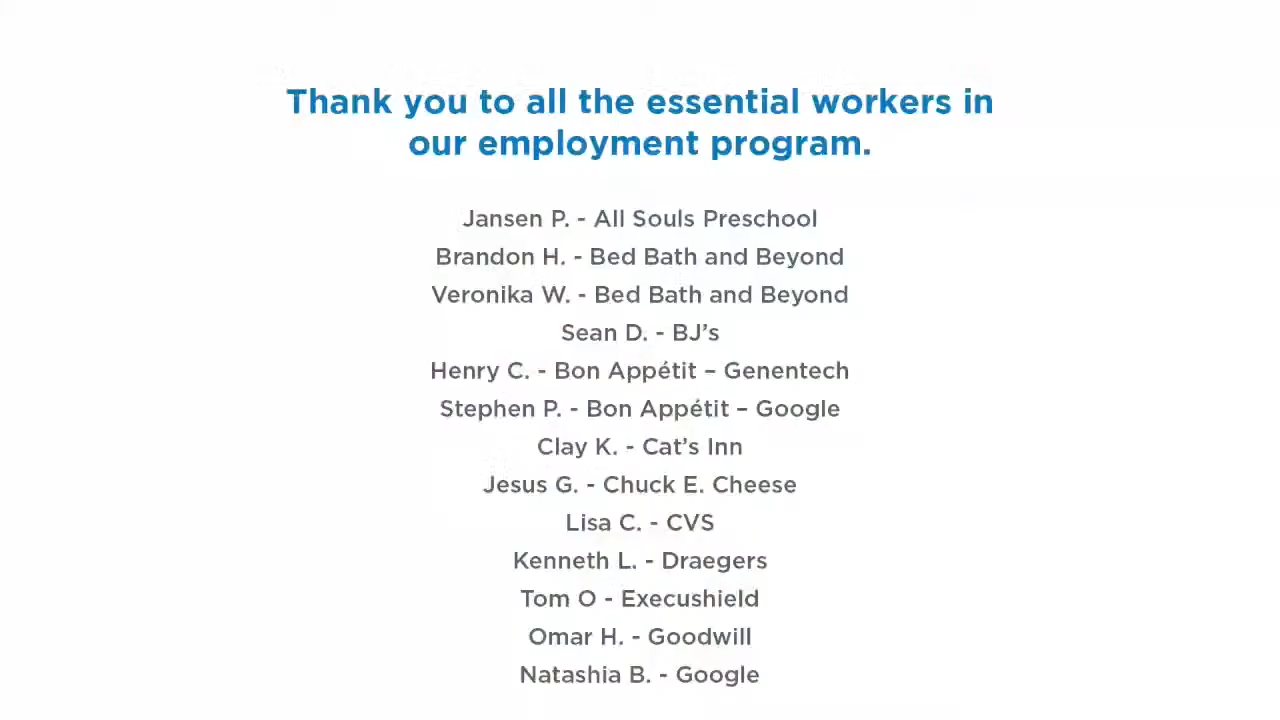 Thank you to all the essential workers in
our employment program.
Jansen P. - All Souls Preschool
Brandon H. - Bed Bath and Beyond
Veronika W. - Bed Bath and Beyond
Sean D. - BJ’s
Henry C. - Bon Appétit – Genentech
Stephen P. - Bon Appétit – Google
Clay K. - Cat’s Inn
Jesus G. - Chuck E. Cheese
Lisa C. - CVS
Kenneth L. - Draegers
Tom O - Execushield
Omar H. - Goodwill
Natashia B. - Google